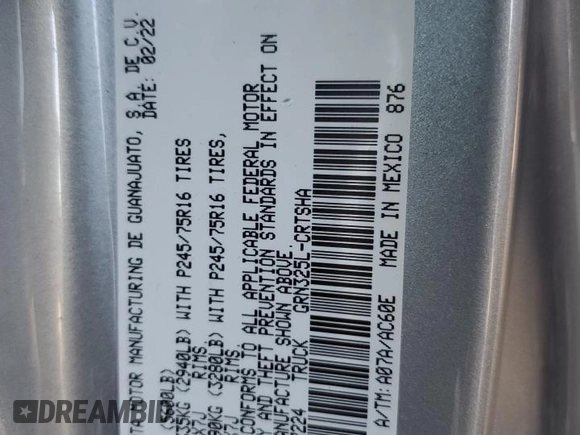 MOTOR MANUFACTURING DE GUANAJUATO, S.A. DE C.V.
DATE: 02/22
(2940LB) WITH P245/75R16 TIRES
RIMS,
(3280LB) WITH P245/75R16 TIRES,
RIMS.
CONFORMS TO ALL APPLICABLE FEDERAL MOTOR
AND THEFT PREVENTION STANDARDS IN EFFECT ON
MANUFACTURE SHOWN ABOVE.
TRUCK GRN325L-CRTSHA
A/TM: A07A/AC60E MADE IN MEXICO 876
DREAMBID